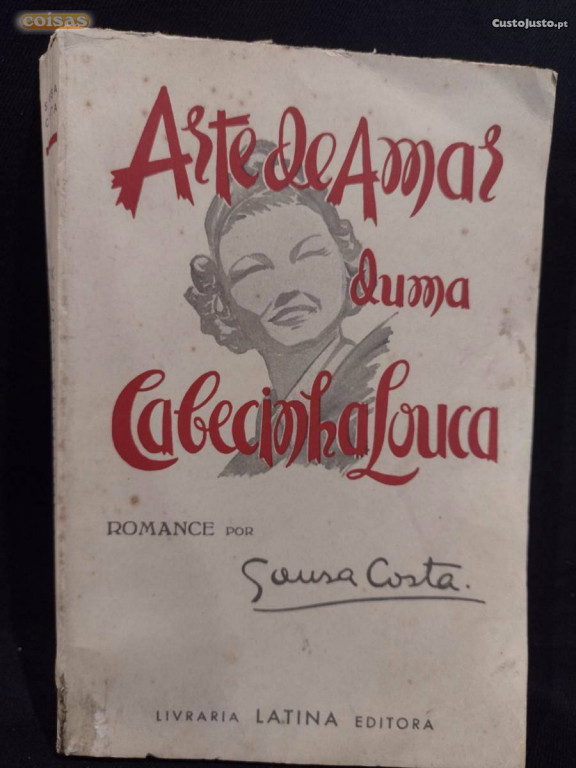 coisas
CustoJusto.pt
Arte de Amar
duma
Cabecinha Louca
ROMANCE POR
Sousa Costa.
LIVRARIA LATINA EDITORA